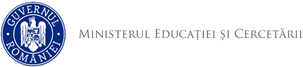 GUVERNUL ROMÂNIEI
Ministerul Educației și Cercetării